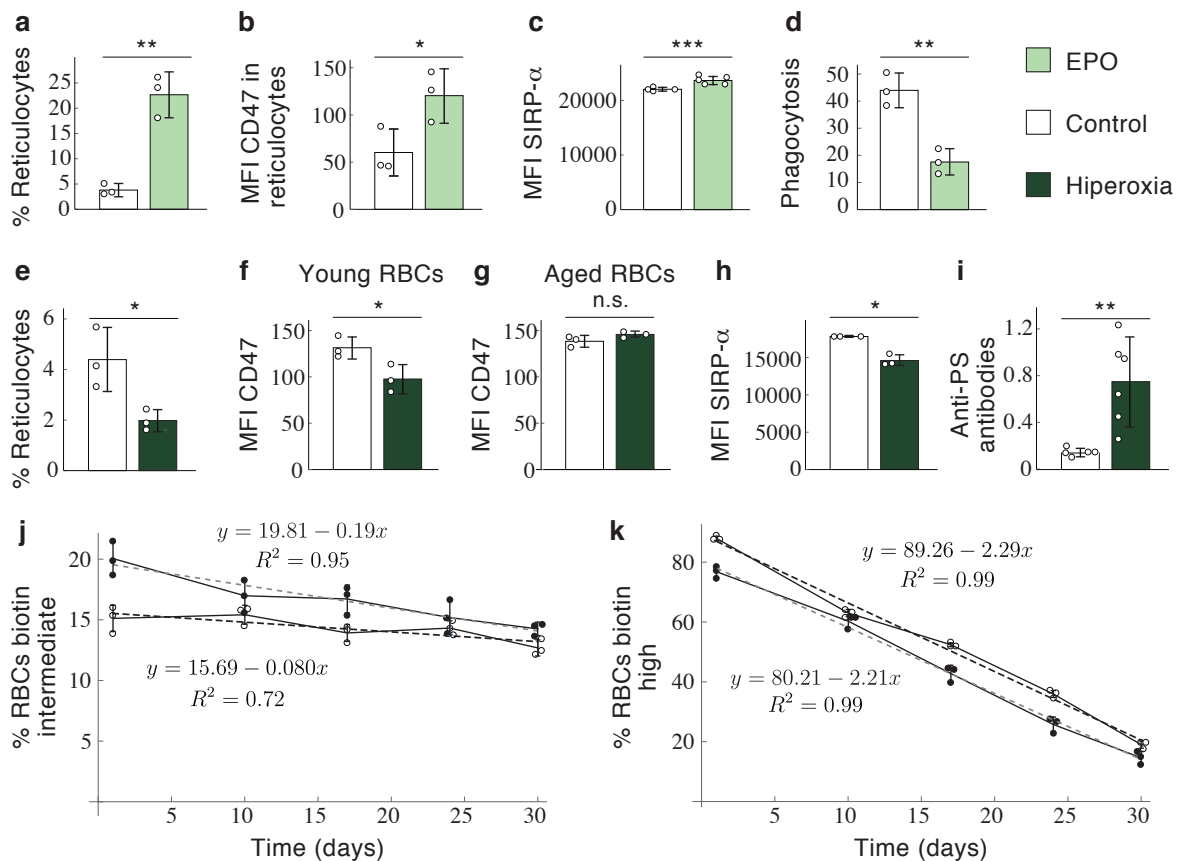 a
b
c
d
**
*
***
**
% Reticulocytes
30
25
20
15
10
5
0
MFI CD47 in
reticulocytes
150
100
50
0
MFI SIRP-α
20000
10000
0
Phagocytosis
50
40
30
20
10
0
EPO
Control
Hiperoxia
e
f
g
h
i
Young RBCs
Aged RBCs
*
*
n.s.
*
**
% Reticulocytes
6
4
2
0
MFI CD47
150
100
50
0
MFI CD47
150
100
50
0
MFI SIRP-α
15000
10000
5000
0
Anti-PS
antibodies
1.2
0.8
0.4
0
j
% RBCs biotin
intermediate
20
15
10
5
y = 19.81 − 0.19x
R² = 0.95
y = 15.69 − 0.080x
R² = 0.72
5 10 15 20 25 30
Time (days)
k
% RBCs biotin
high
80
60
40
20
y = 89.26 − 2.29x
R² = 0.99
y = 80.21 − 2.21x
R² = 0.99
5 10 15 20 25 30
Time (days)